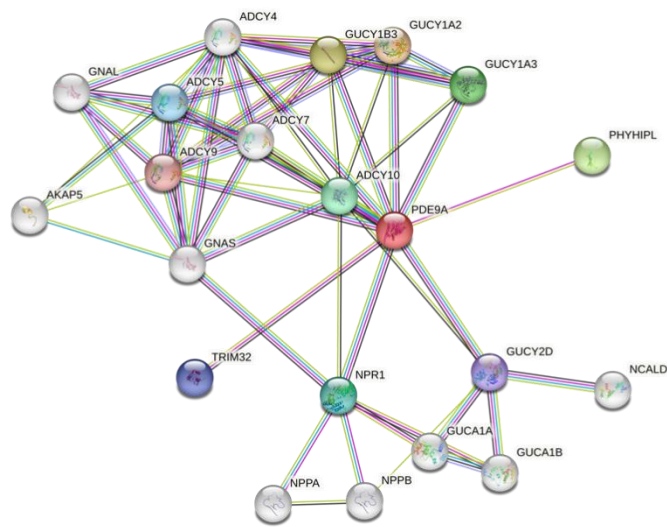 ADCY4
GUCY1B3
GUCY1A2
GNAL
ADCY5
GUCY1A3
ADCY7
PHYHIPL
ADCY9
ADCY10
AKAP5
PDE9A
GNAS
TRIM32
NPR1
GUCY2D
NCALD
GUCA1A
GUCA1B
NPPA
NPPB